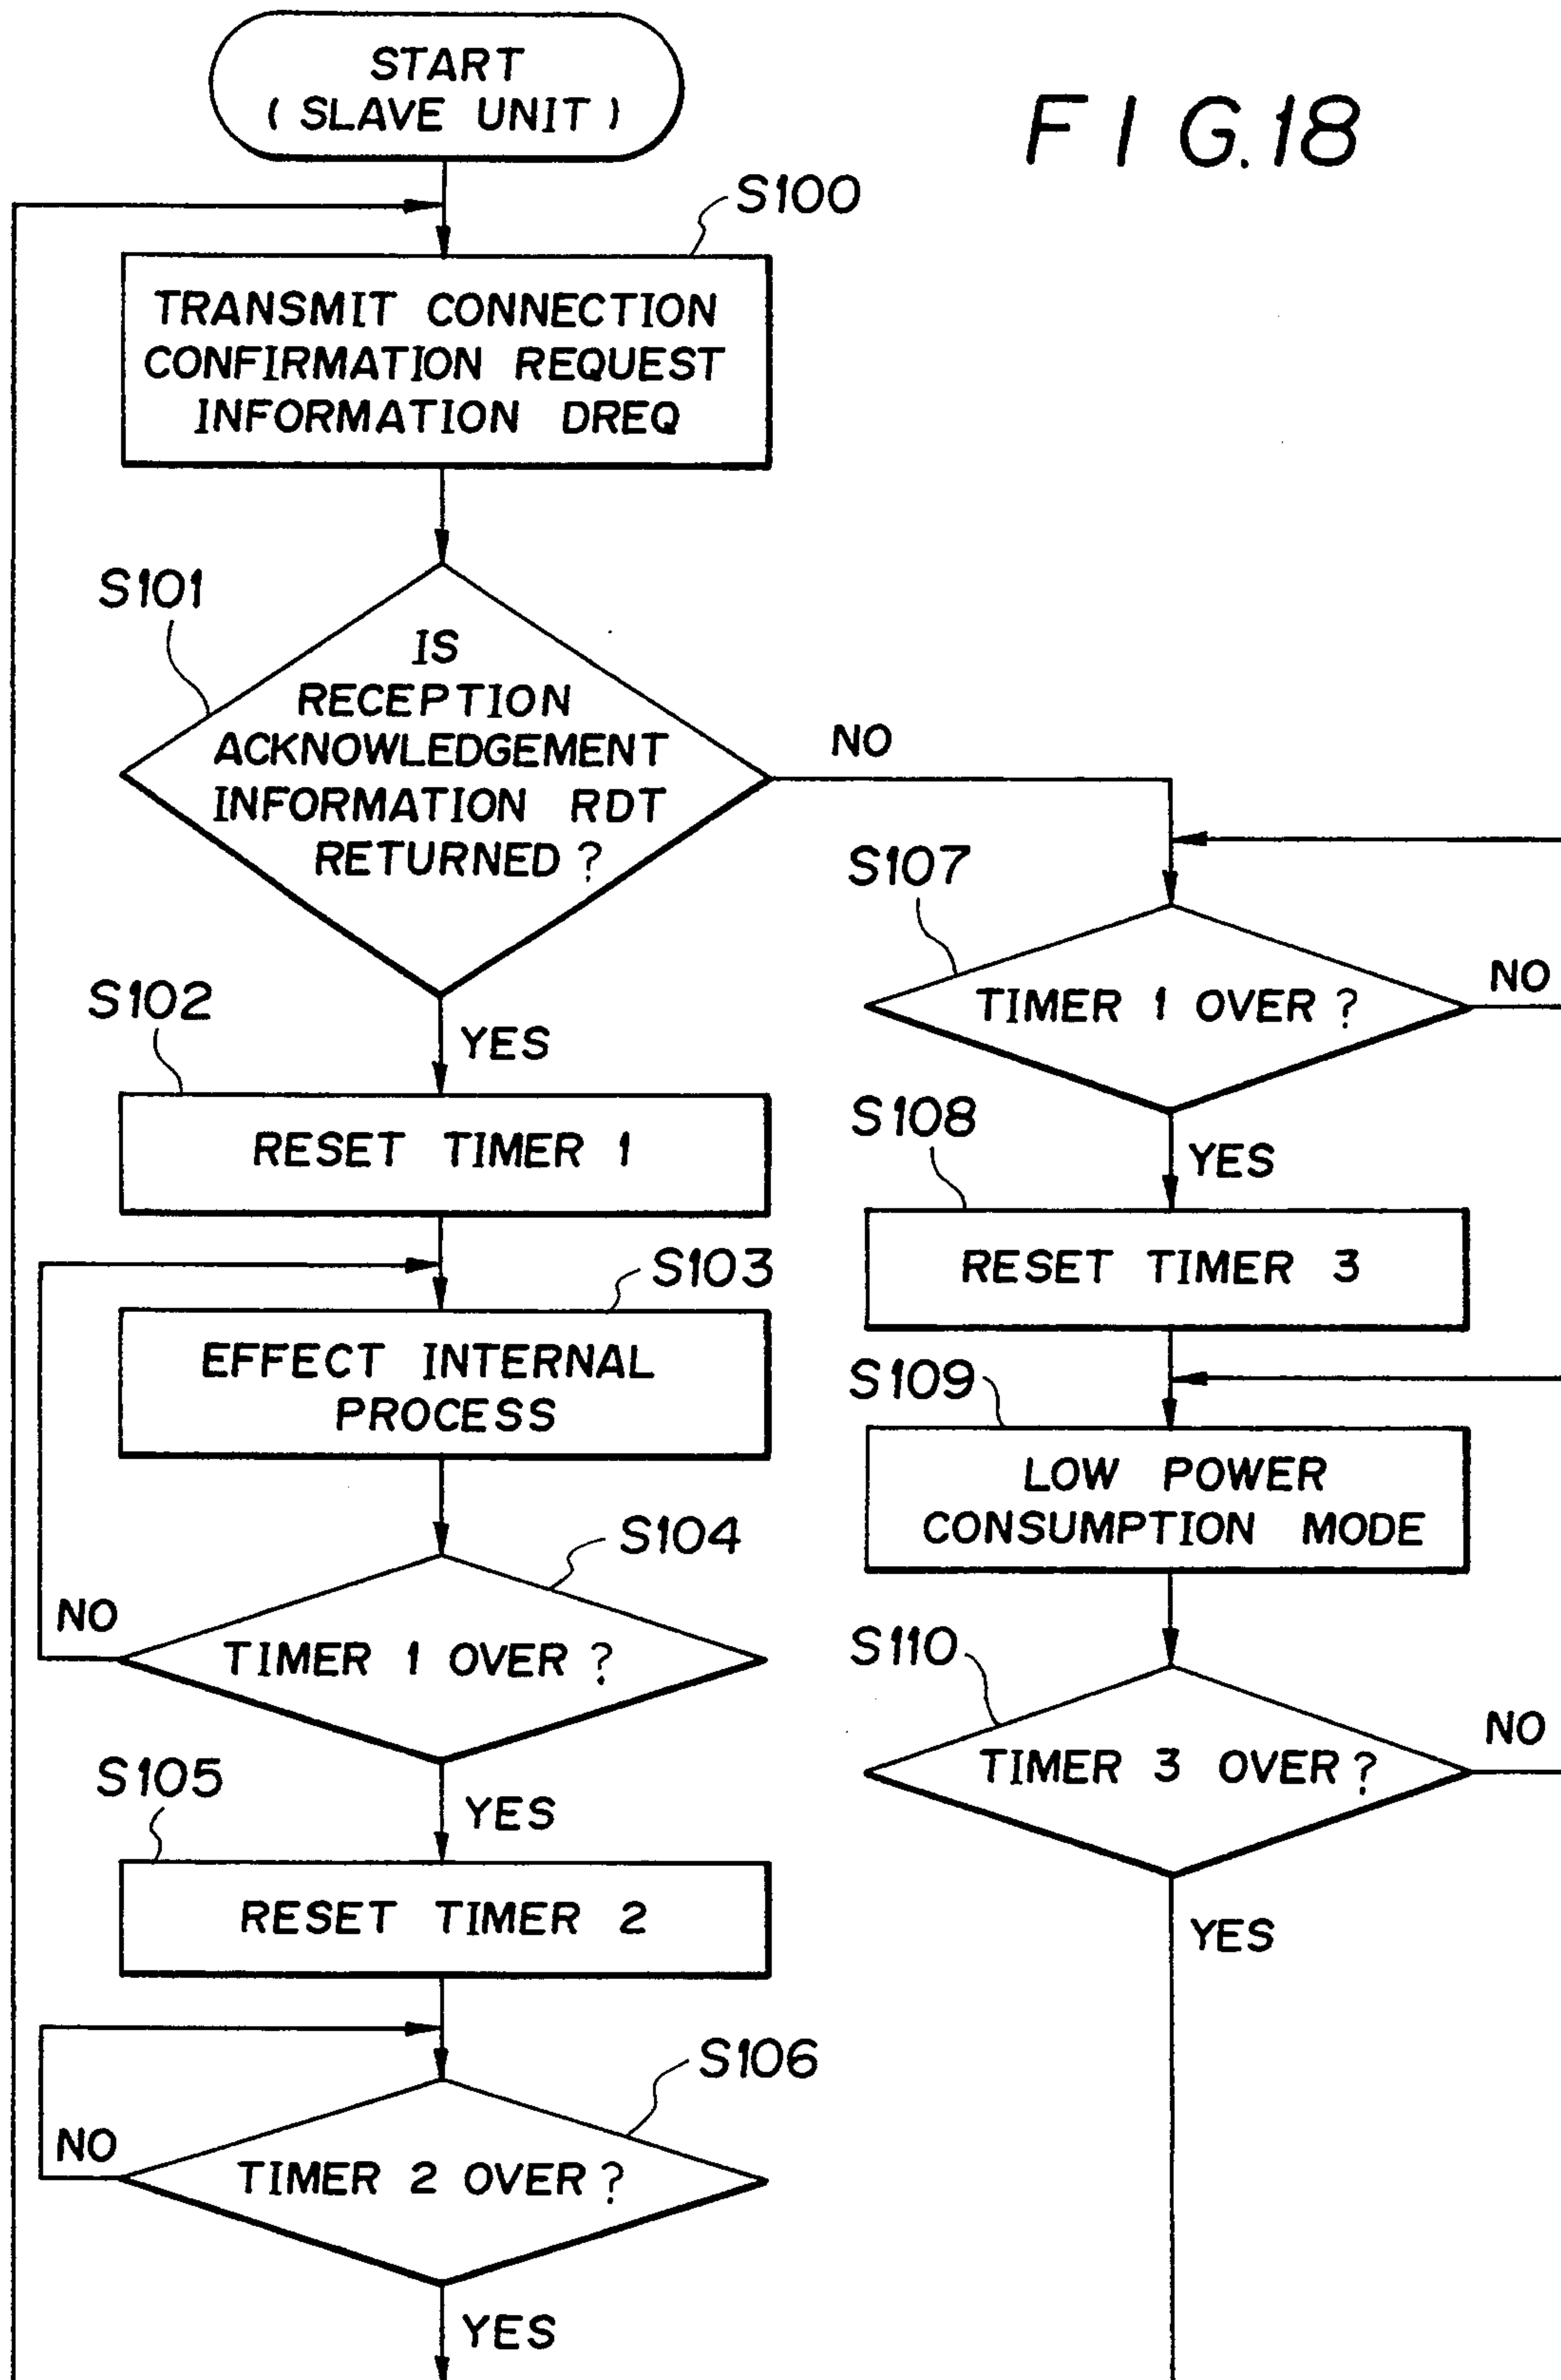 START
( SLAVE UNIT )
FIG.18
S100
TRANSMIT CONNECTION
CONFIRMATION REQUEST
INFORMATION DREQ
S101
IS
RECEPTION
ACKNOWLEDGEMENT
INFORMATION RDT
RETURNED ?
NO
YES
S102
RESET TIMER 1
S103
EFFECT INTERNAL
PROCESS
S104
TIMER 1 OVER ?
NO
YES
S105
RESET TIMER 2
S106
TIMER 2 OVER ?
NO
YES
S107
TIMER 1 OVER ?
NO
YES
S108
RESET TIMER 3
S109
LOW POWER
CONSUMPTION MODE
S110
TIMER 3 OVER ?
NO
YES